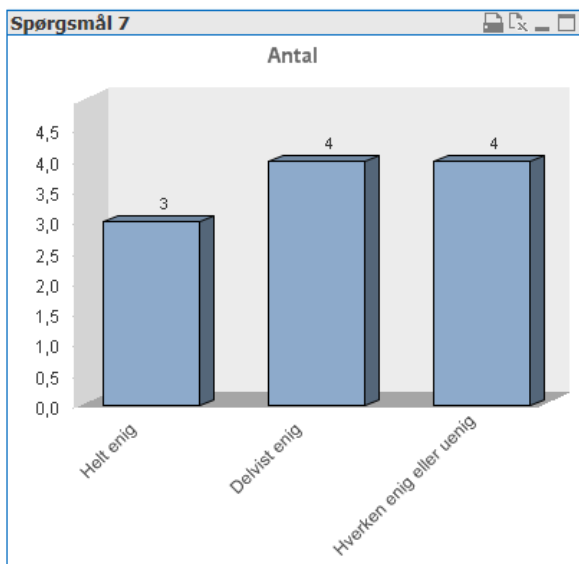 Spørgsmål 7
Antal
4,5
4,0
3,5
3,0
2,5
2,0
1,5
1,0
0,5
0,0
3
4
4
Helt enig
Delvist enig
Hverken enig eller uenig